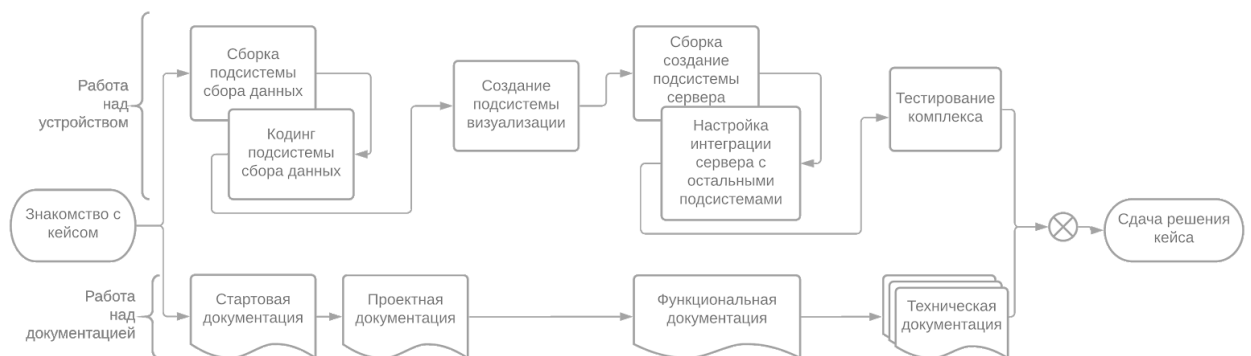 Работа
над
устройством
Сборка
подсистемы
сбора данных
Кодинг
подсистемы
сбора данных
Создание
подсистемы
визуализации
Сборка
создание
подсистемы
сервера
Настройка
интеграции
сервера с
остальными
подсистемами
Тестирование
комплекса
Знакомство с
кейсом
Сдача решения
кейса
Работа
над
документацией
Стартовая
документация
Проектная
документация
Функциональная
документация
Техническая
документация